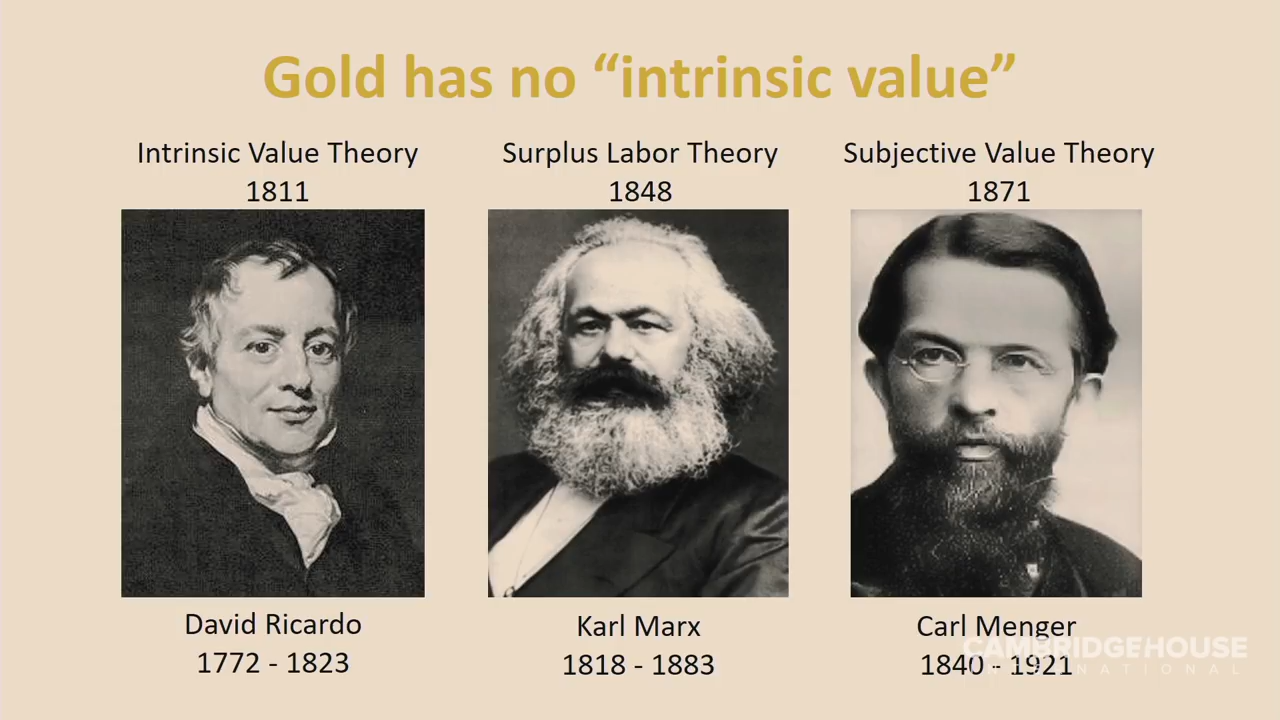 Gold has no “intrinsic value”
Intrinsic Value Theory
1811
Surplus Labor Theory
1848
Subjective Value Theory
1871
David Ricardo
1772 - 1823
Karl Marx
1818 - 1883
Carl Menger
1840 - 1921
CAMBRIDGEHOUSE
INTERNATIONAL